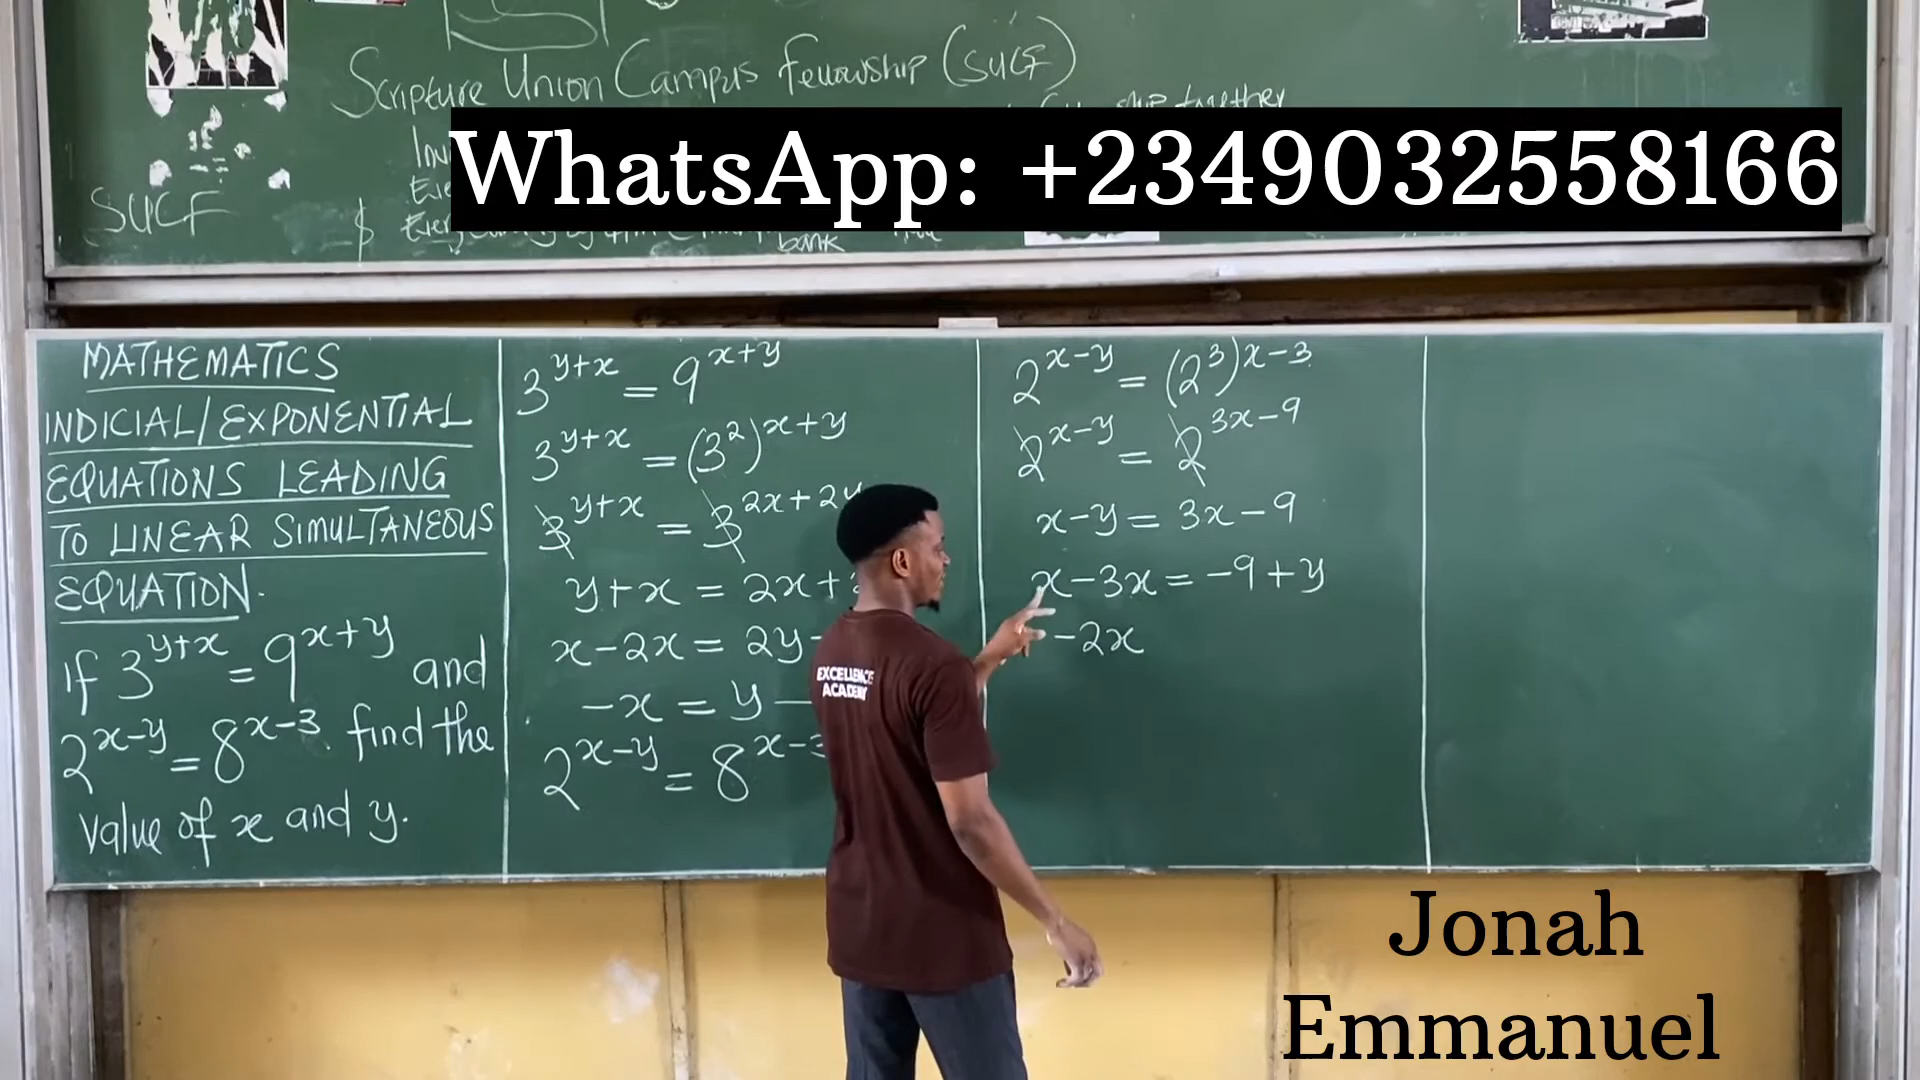 Scripture Union Campus Fellowship (SUCF)
together
WhatsApp: +2349032558166
SUCF
bank
MATHEMATICS
INDICIAL/EXPONENTIAL
EQUATIONS LEADING
TO LINEAR SIMULTANEOUS
EQUATION.
If 3^{y+x} = 9^{x+y} and
2^{x-y} = 8^{x-3} find the
value of x and y.
3^{y+x} = 9^{x+y}
3^{y+x} = (3^2)^{x+y}
3^{y+x} = 3^{2x+2y}
y+x = 2x+
x-2x = 2y-
-x = y-
2^{x-y} = 8^{x-3}
2^{x-y} = (2^3)^{x-3}
2^{x-y} = 2^{3x-9}
x-y = 3x-9
x-3x = -9+y
-2x
EXCELLENCE
ACADEMY
Jonah
Emmanuel